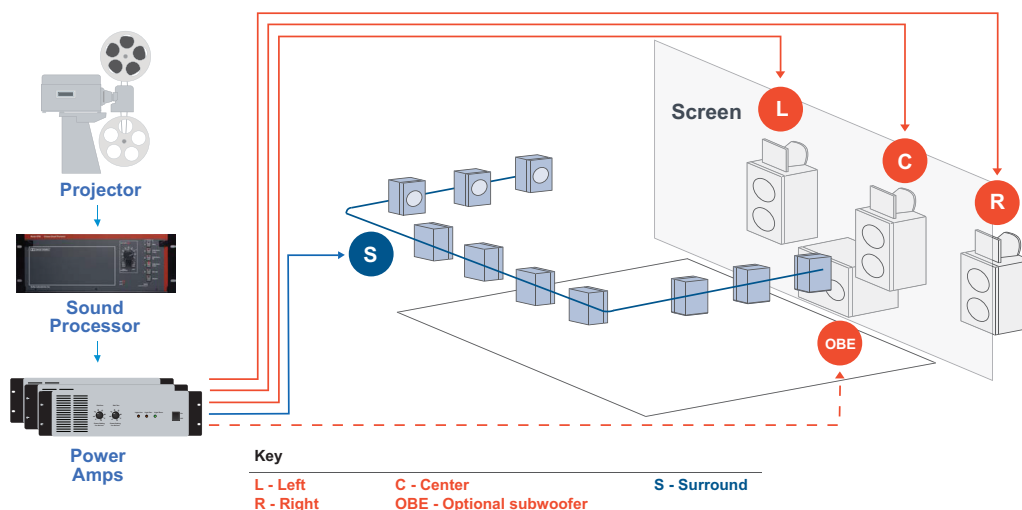 L
Screen
C
Projector
R
S
Sound
Processor
OBE
Power
Amps
Key
L - Left
C - Center
S - Surround
R - Right
OBE - Optional subwoofer